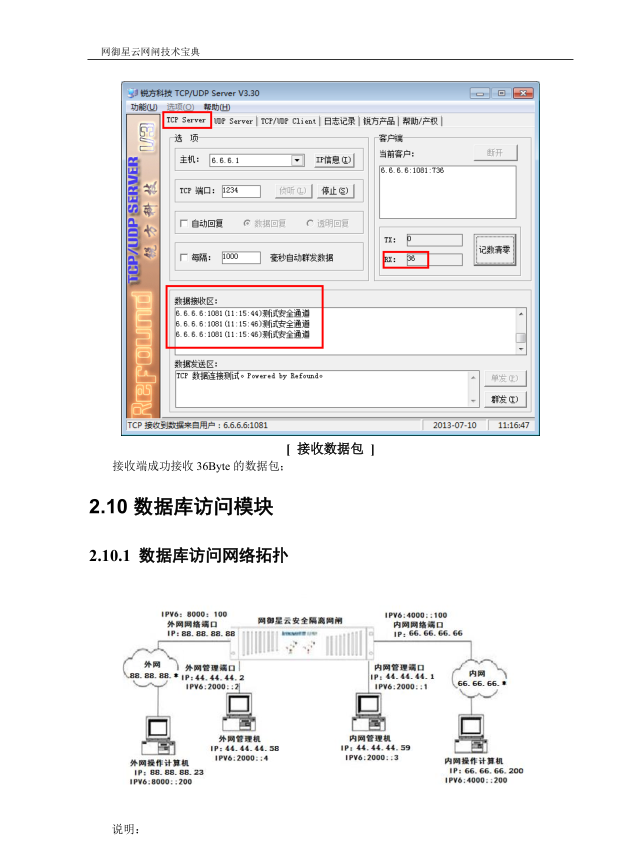 网御星云网闸技术宝典
锐方科技 TCP/UDP Server V3.30
功能(U) 选项(O) 帮助(H)
TCP Server UDP Server TCP/UDP Client 日志记录 锐方产品 帮助/产权
选 项
主机： 6.6.6.1 IP信息(L)
TCP 端口： 1234 侦听(L) 停止(S)
自动回复 数据回复 透明回复
每隔： 1000 毫秒自动群发数据
客户端
当前客户： 断开
6.6.6.6:1081:736
TX: 0
RX: 36
记数清零
数据接收区：
6.6.6.6:1081(11:15:44)测试安全通道
6.6.6.6:1081(11:15:46)测试安全通道
6.6.6.6:1081(11:15:46)测试安全通道
数据发送区：
TCP 数据连接测试。Powered by Refound。
单发(P)
群发(T)
TCP/UDP SERVER 锐方科技
Refound
TCP 接收到数据来自用户：6.6.6.6:1081 2013-07-10 11:16:47
[ 接收数据包 ]
接收端成功接收 36Byte 的数据包；
2.10 数据库访问模块
2.10.1 数据库访问网络拓扑
IPV6: 8000: 100
外网网络端口
IP: 88.88.88.88
网御星云安全隔离网闸
IPV6:4000::100
内网网络端口
IP: 66.66.66.66
外网
88.88.88.*
外网管理端口
IP: 44.44.44.2
IPV6:2000::2
内网管理端口
IP: 44.44.44.1
IPV6:2000::1
内网
66.66.66.*
外网管理机
IP: 44.44.44.58
IPV6:2000::4
内网管理机
IP: 44.44.44.59
IPV6:2000::3
外网操作计算机
IP: 88.88.88.23
IPV6:8000::200
内网操作计算机
IP: 66.66.66.200
IPV6:4000::200
说明：